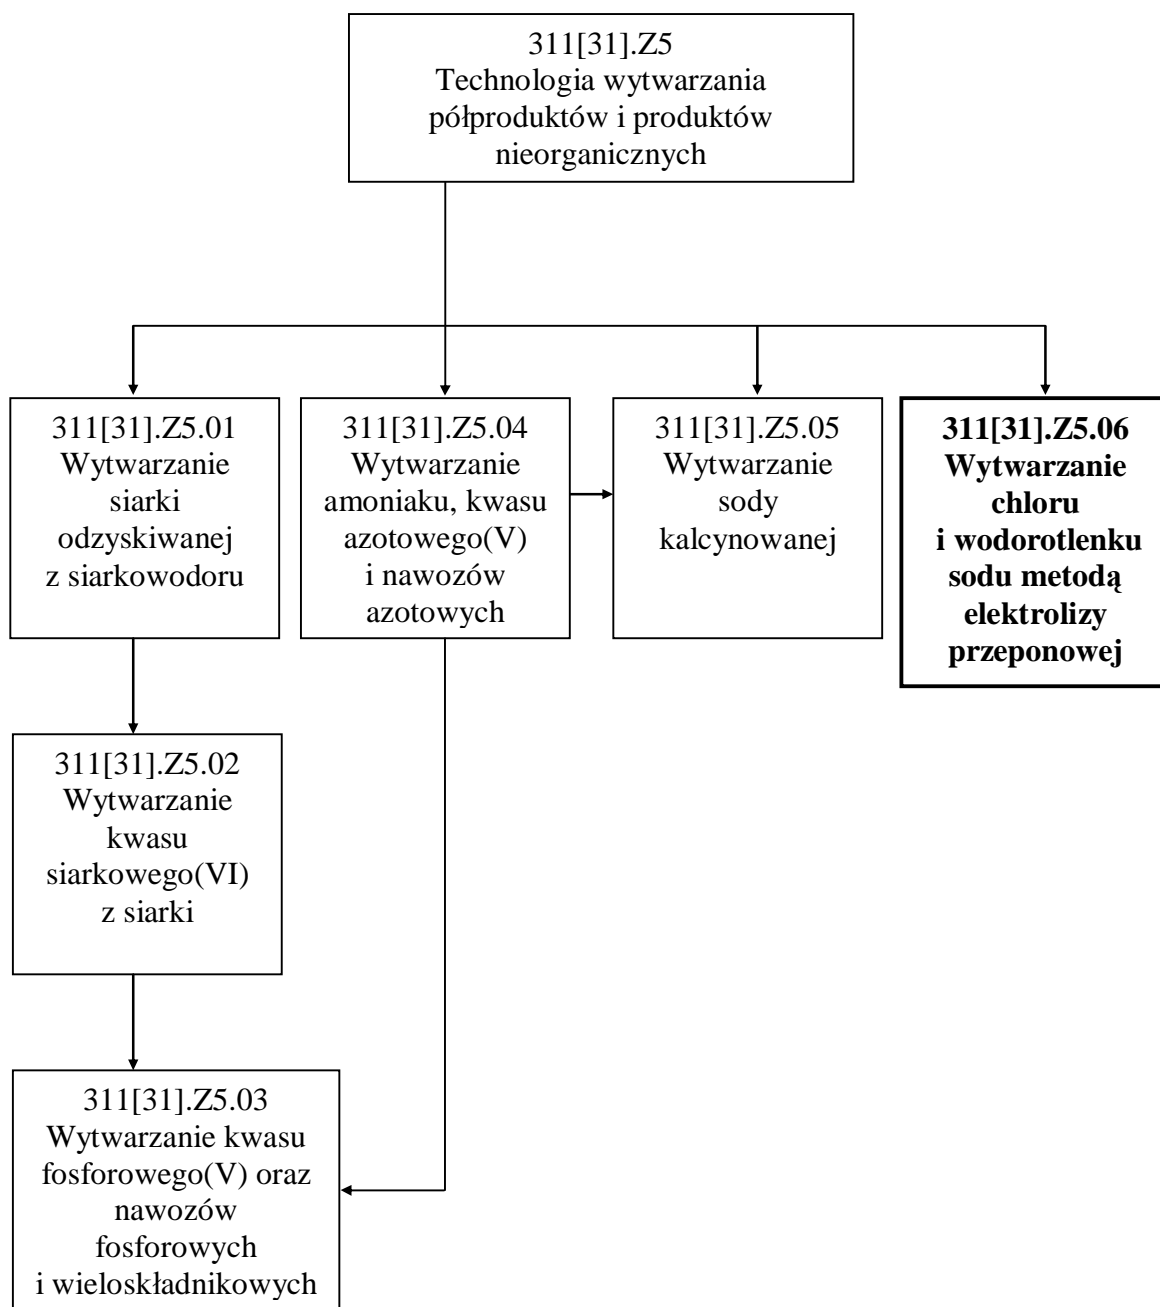 311[31].Z5
Technologia wytwarzania
półproduktów i produktów
nieorganicznych
311[31].Z5.01
Wytwarzanie
siarki
odzyskiwanej
z siarkowodoru
311[31].Z5.04
Wytwarzanie
amoniaku, kwasu
azotowego(V)
i nawozów
azotowych
311[31].Z5.05
Wytwarzanie
sody
kalcynowanej
311[31].Z5.06
Wytwarzanie
chloru
i wodorotlenku
sodu metodą
elektrolizy
przeponowej
311[31].Z5.02
Wytwarzanie
kwasu
siarkowego(VI)
z siarki
311[31].Z5.03
Wytwarzanie kwasu
fosforowego(V) oraz
nawozów
fosforowych
i wieloskładnikowych